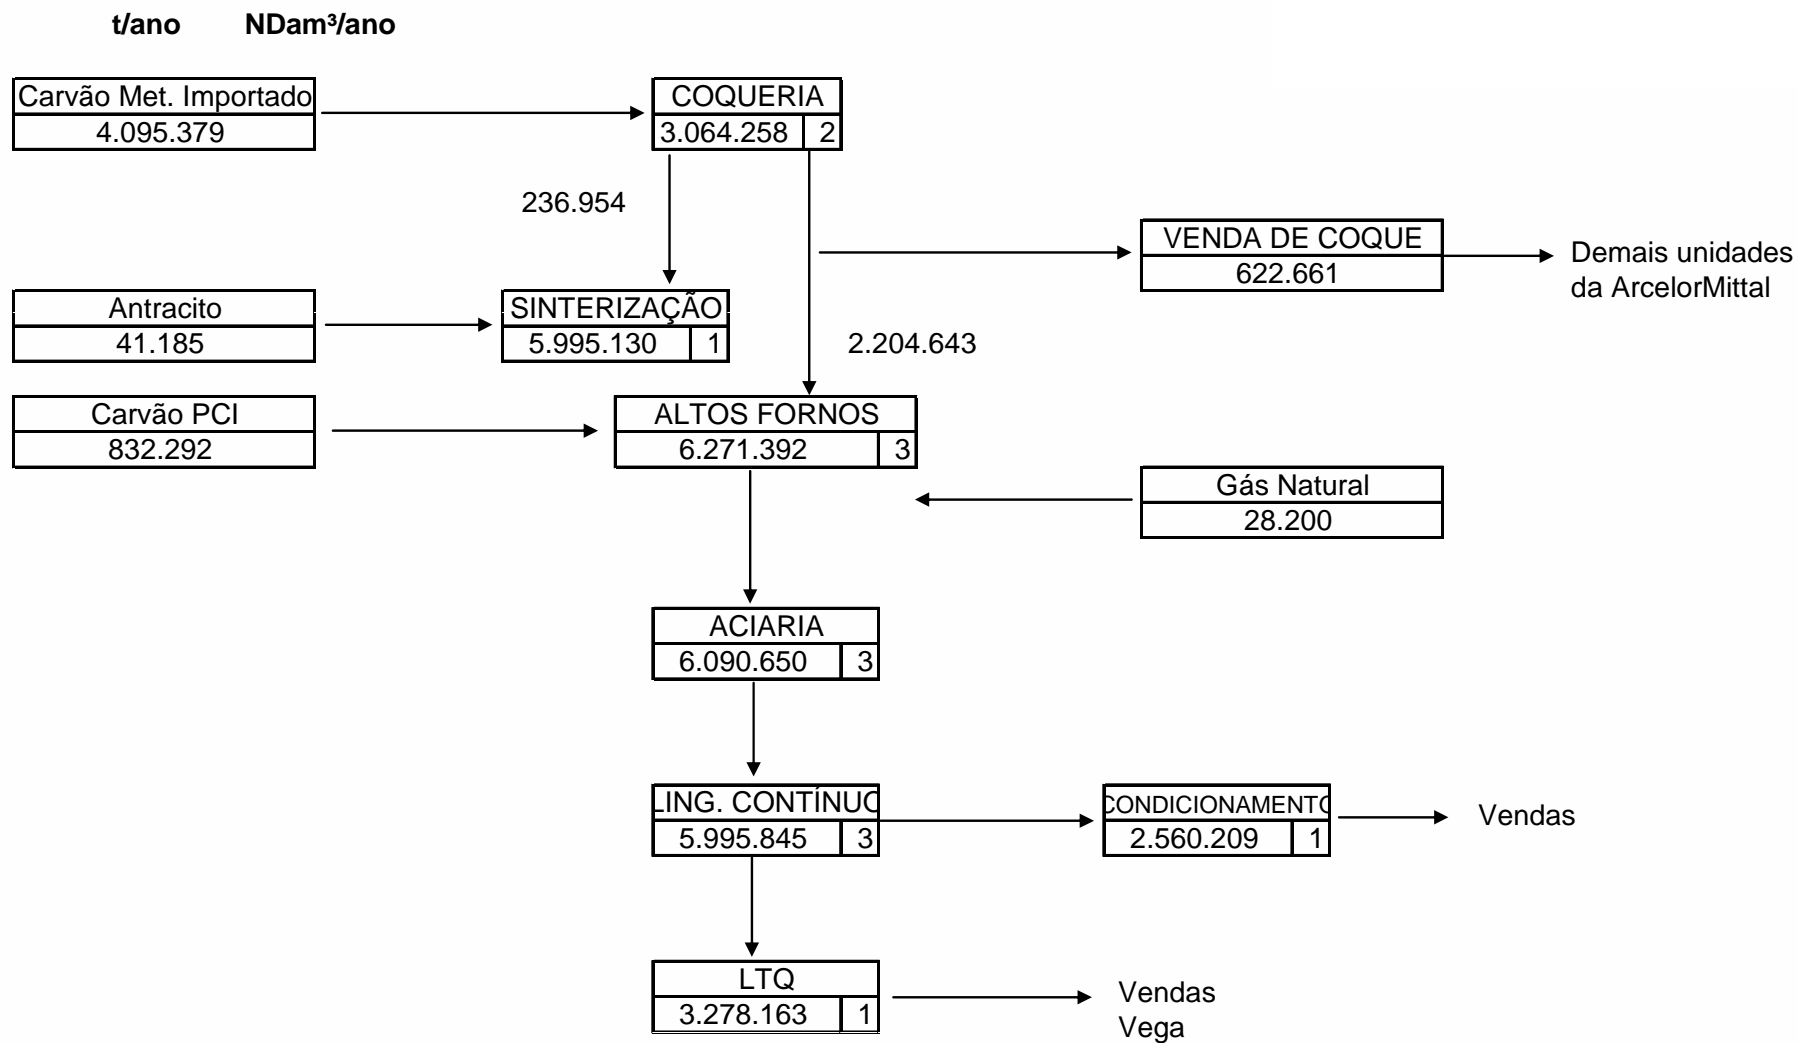 t/ano NDam³/ano
Carvão Met. Importado
4.095.379
COQUERIA
3.064.258 2
236.954
VENDA DE COQUE
622.661
Demais unidades
da ArcelorMittal
Antracito
41.185
SINTERIZAÇÃO
5.995.130 1
2.204.643
Carvão PCI
832.292
ALTOS FORNOS
6.271.392 3
Gás Natural
28.200
ACIARIA
6.090.650 3
LING. CONTÍNUO
5.995.845 3
CONDICIONAMENTO
2.560.209 1
Vendas
LTQ
3.278.163 1
Vendas
Vega